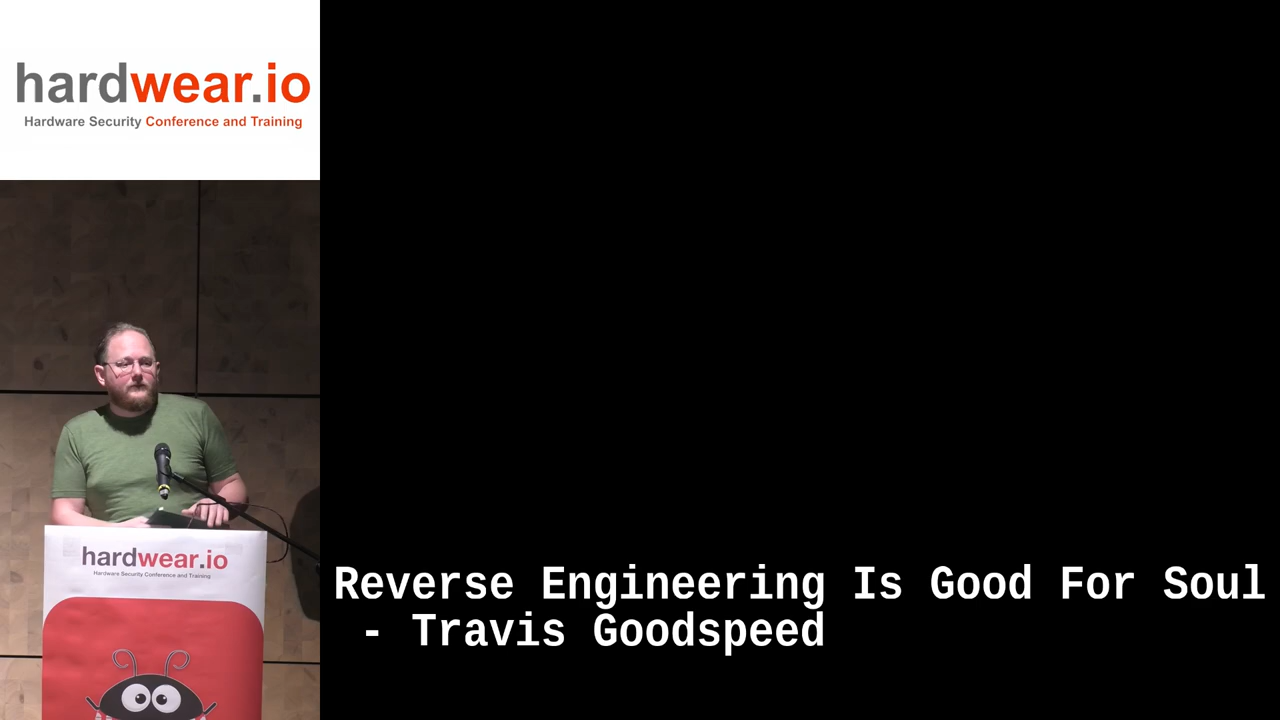 hardwear.io
Hardware Security Conference and Training
hardwear.io
Hardware Security Conference and Training
Reverse Engineering Is Good For Soul
- Travis Goodspeed